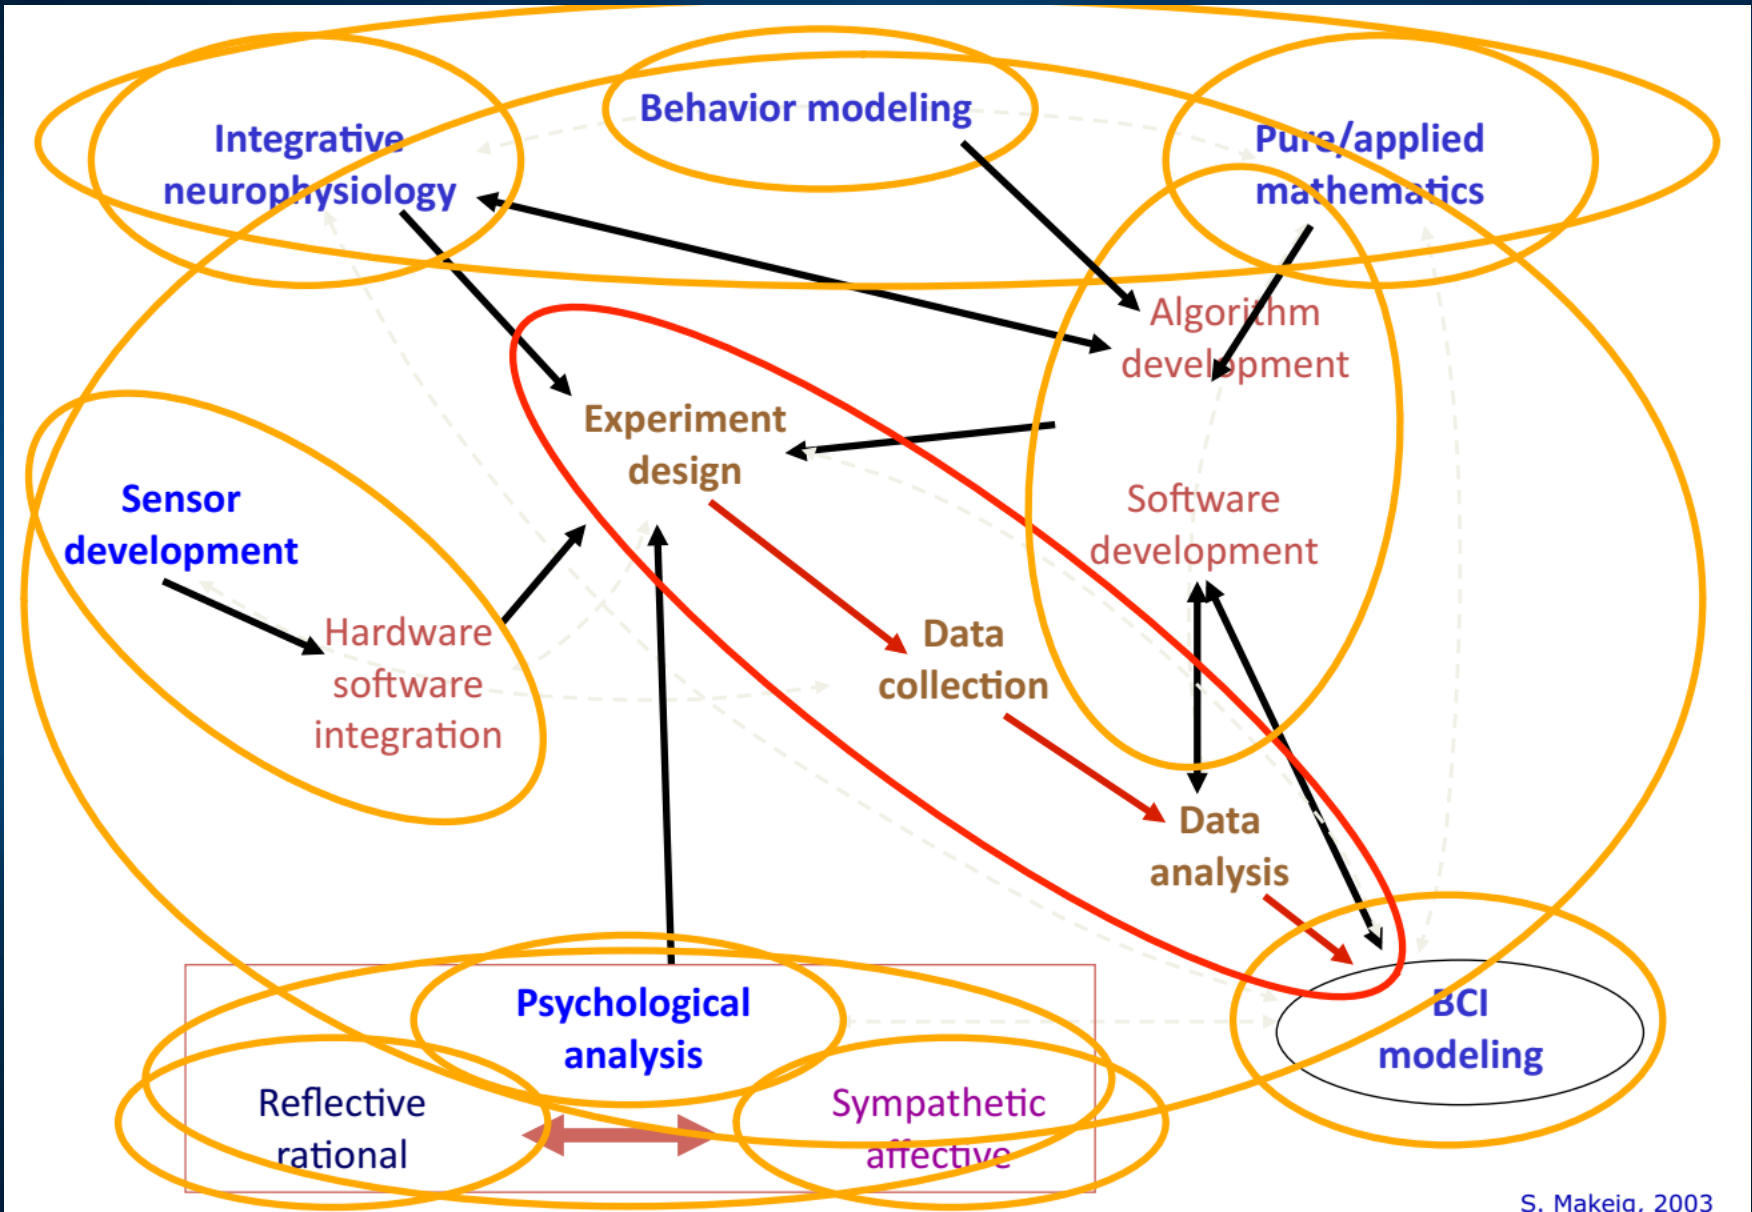 Behavior modeling
Integrative
neurophysiology
Pure/applied
mathematics
Algorithm
development
Experiment
design
Sensor
development
Software
development
Hardware
software
integration
Data
collection
Data
analysis
Psychological
analysis
BCI
modeling
Reflective
rational
Sympathetic
affective
S. Makeig, 2003